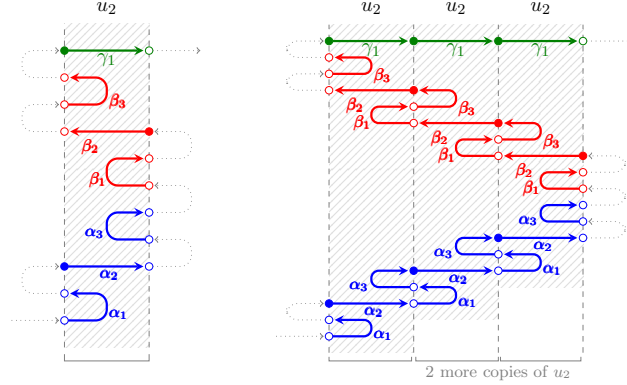 u₂ u₂ u₂ u₂
γ₁ γ₁ γ₁ γ₁
β₃ β₃
β₂ β₃
β₂ β₁
β₁ β₂ β₃
β₁ β₂
β₁
α₃ α₃
α₂ α₃ α₂
α₃ α₂ α₁
α₁ α₂ α₁
α₁
2 more copies of u₂